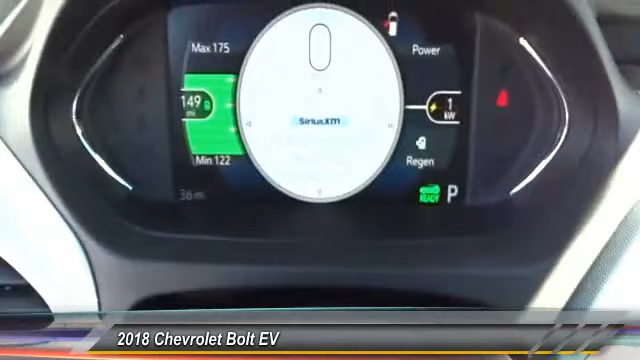 Max 175
Power
149
mi
1
kW
SiriusXM
Min 122
Regen
36 mi
READY
P
2018 Chevrolet Bolt EV